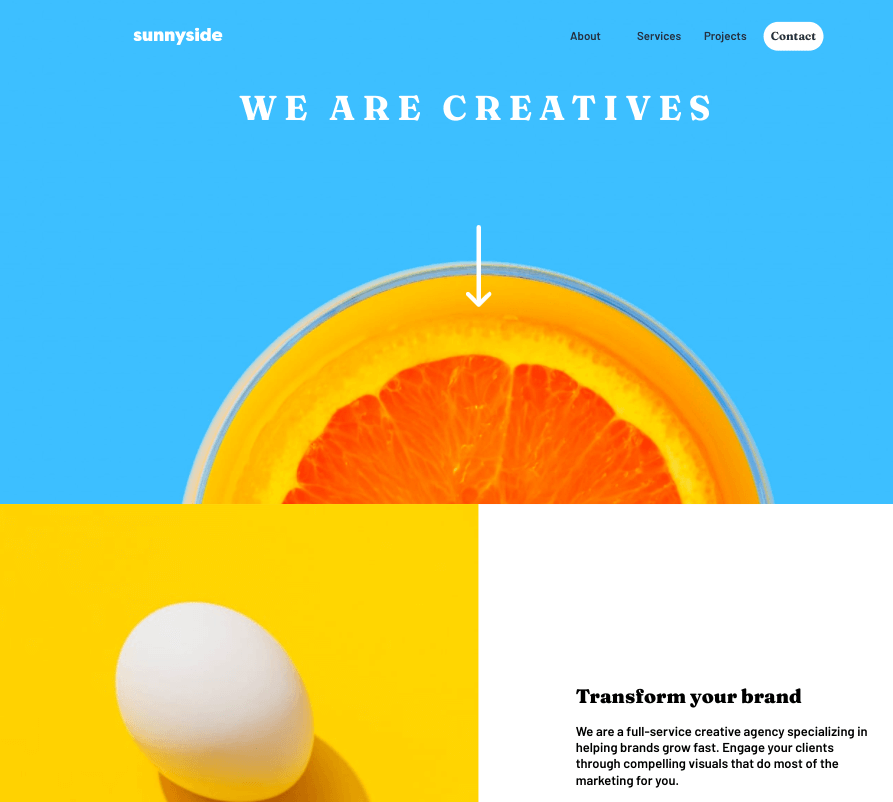 sunnyside
About Services Projects Contact
WE ARE CREATIVES
Transform your brand
We are a full-service creative agency specializing in
helping brands grow fast. Engage your clients
through compelling visuals that do most of the
marketing for you.